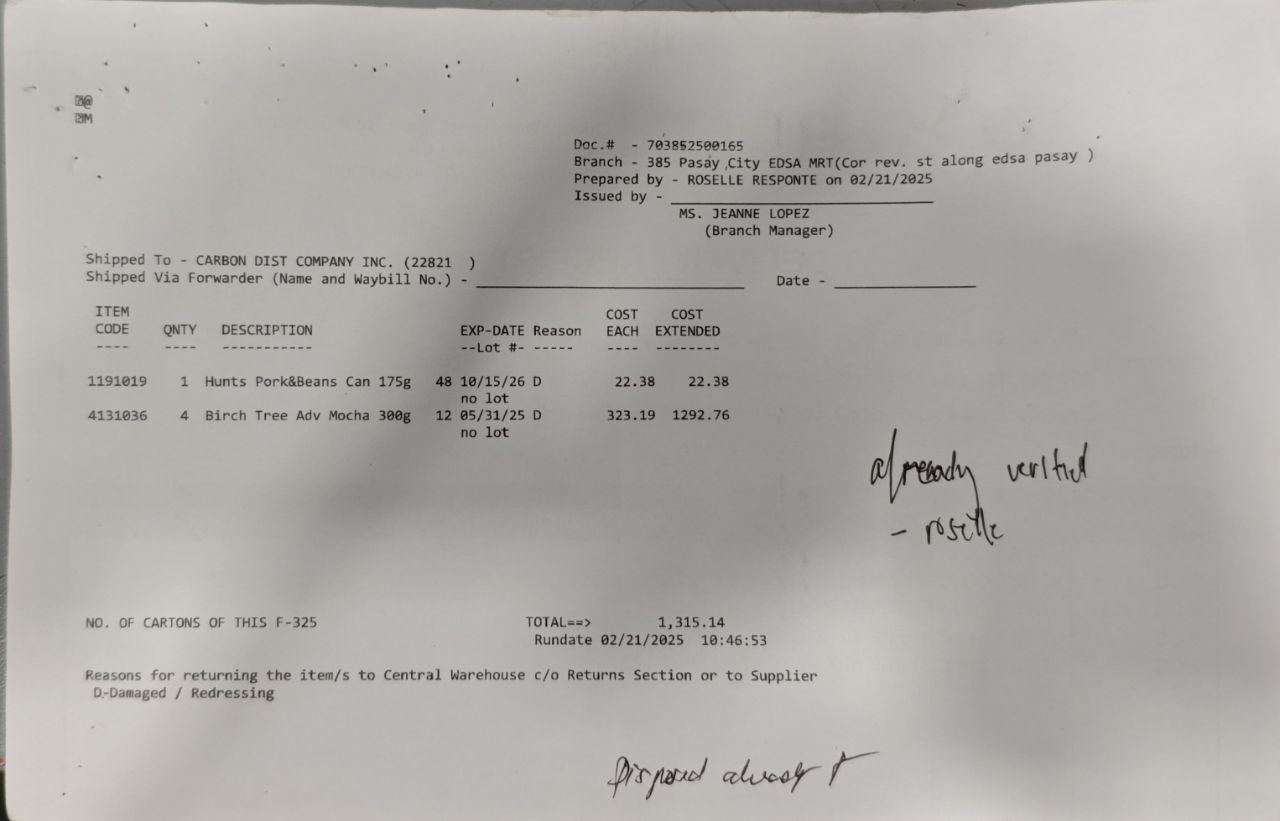 @
M
Doc.# - 703852500165
Branch - 385 Pasay City EDSA MRT(Cor rev. st along edsa pasay )
Prepared by - ROSELLE RESPONTE on 02/21/2025
Issued by - ____________________
MS. JEANNE LOPEZ
(Branch Manager)
Shipped To - CARBON DIST COMPANY INC. (22821 )
Shipped Via Forwarder (Name and Waybill No.) - ____________________ Date - ____________________
ITEM COST COST
CODE QNTY DESCRIPTION EXP-DATE Reason EACH EXTENDED
---- ---- ----------- --Lot #- ----- ---- --------
1191019 1 Hunts Pork&Beans Can 175g 48 10/15/26 D 22.38 22.38
no lot
4131036 4 Birch Tree Adv Mocha 300g 12 05/31/25 D 323.19 1292.76
no lot
already verified
- roselle
NO. OF CARTONS OF THIS F-325 TOTAL==> 1,315.14
Rundate 02/21/2025 10:46:53
Reasons for returning the item/s to Central Warehouse c/o Returns Section or to Supplier
D-Damaged / Redressing
Disposed already